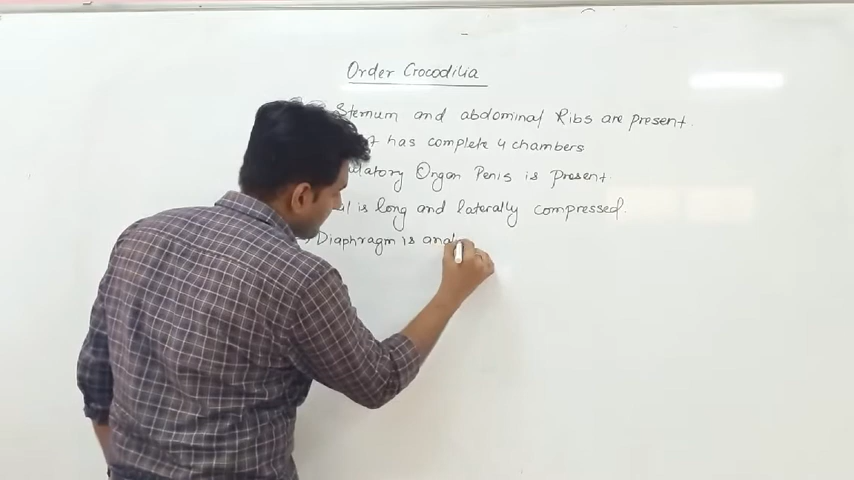 Order Crocodilia
Sternum and abdominal Ribs are present.
has complete 4 chambers
Organ Penis is present.
is long and laterally compressed.
Diaphragm is